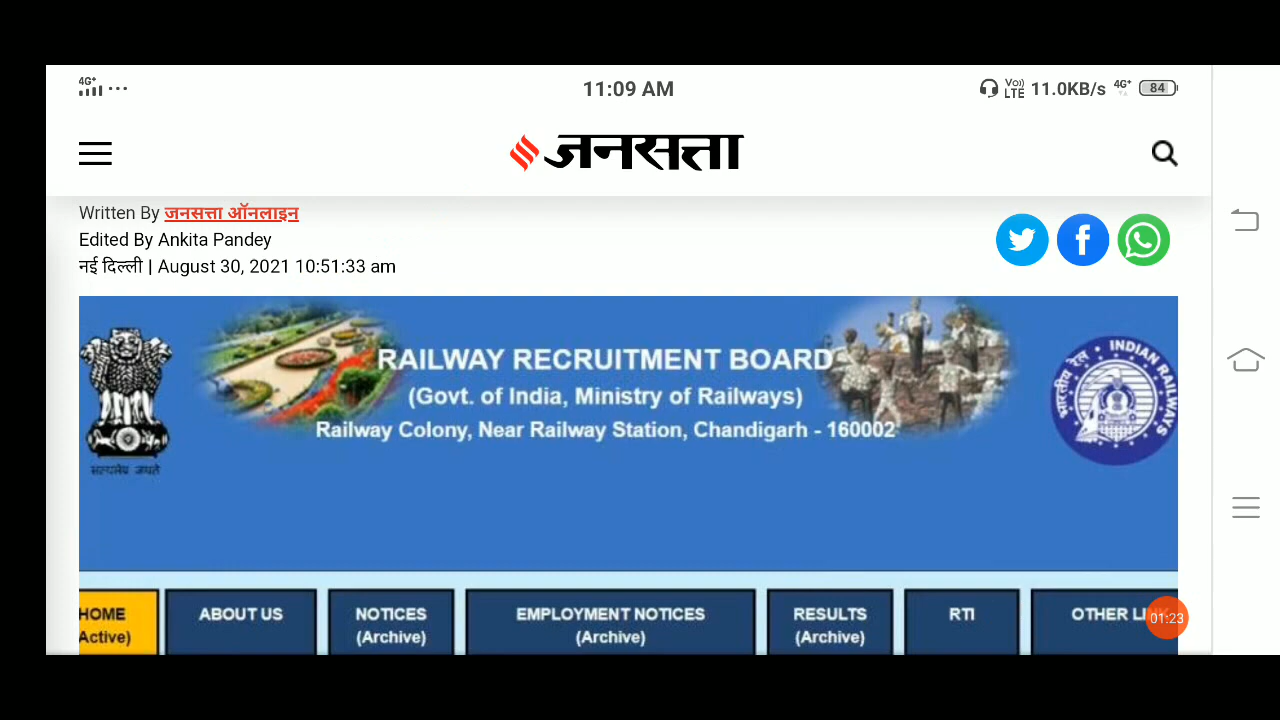 4G+ 11:09 AM Vo)) LTE 11.0KB/s 4G+ 84
जनसत्ता
Written By जनसत्ता ऑनलाइन
Edited By Ankita Pandey
नई दिल्ली | August 30, 2021 10:51:33 am
RAILWAY RECRUITMENT BOARD
(Govt. of India, Ministry of Railways)
Railway Colony, Near Railway Station, Chandigarh - 160002
सत्यमेव जयते
भारतीय रेल INDIAN RAILWAYS
HOME (Active)
ABOUT US
NOTICES (Archive)
EMPLOYMENT NOTICES (Archive)
RESULTS (Archive)
RTI
OTHER
01:23